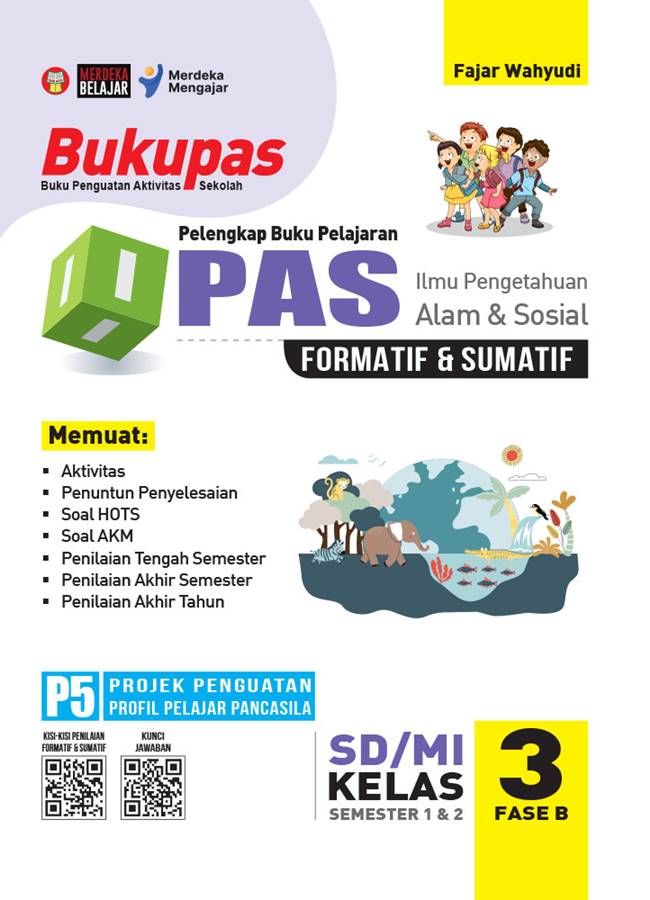 Fajar Wahyudi
MERDEKA
BELAJAR
Merdeka
Mengajar
Bukupas
Buku Penguatan Aktivitas Sekolah
Pelengkap Buku Pelajaran
IPAS
Ilmu Pengetahuan
Alam & Sosial
FORMATIF & SUMATIF
Memuat:
▪ Aktivitas
▪ Penuntun Penyelesaian
▪ Soal HOTS
▪ Soal AKM
▪ Penilaian Tengah Semester
▪ Penilaian Akhir Semester
▪ Penilaian Akhir Tahun
P5 PROJEK PENGUATAN
PROFIL PELAJAR PANCASILA
KISI-KISI PENILAIAN
FORMATIF & SUMATIF
KUNCI
JAWABAN
SD/MI
KELAS
SEMESTER 1 & 2
3
FASE B